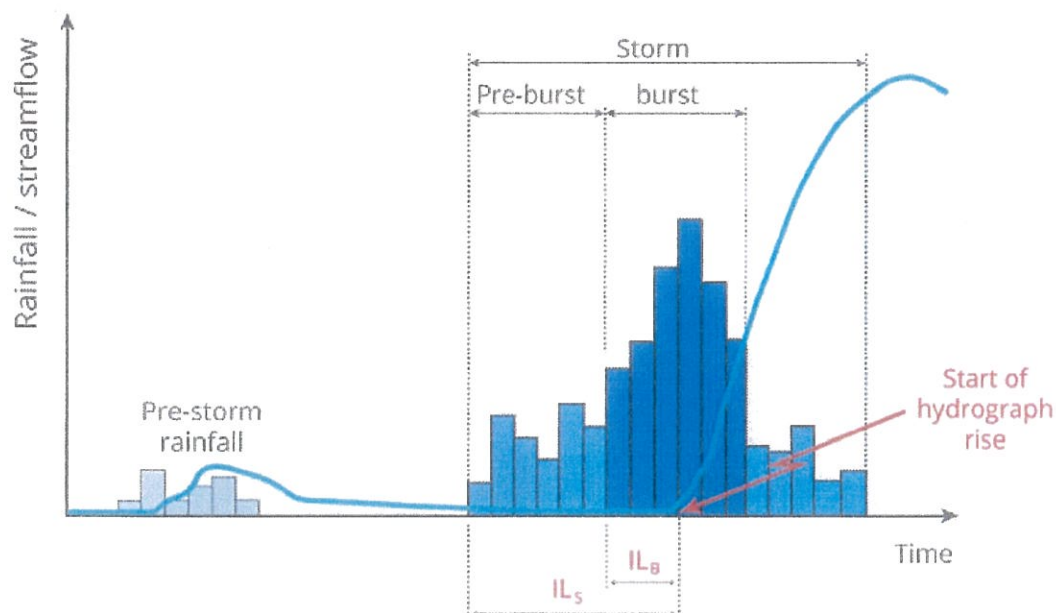 Rainfall / streamflow
Storm
Pre-burst
burst
Pre-storm
rainfall
Start of
hydrograph
rise
Time
IL_B
IL_S